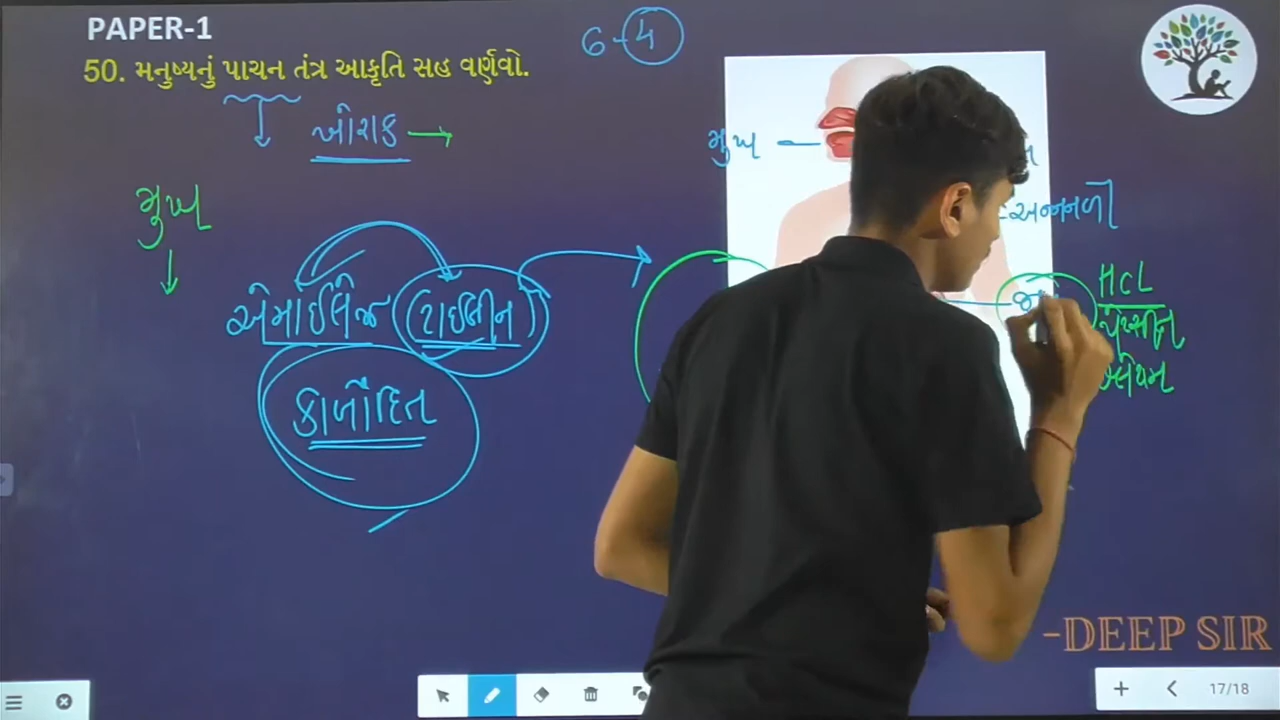 PAPER-1
50. મનુષ્યનું પાચન તંત્ર આકૃતિ સહ વર્ણવો.
6-4
ખોરાક
મુખ
મુખ
અન્નનળી
એમાઈલેઝ (ટાઈલીન)
કાર્બોદિત
HCL
પેપ્સીન
શ્લેષ્મ
-DEEP SIR
17/18